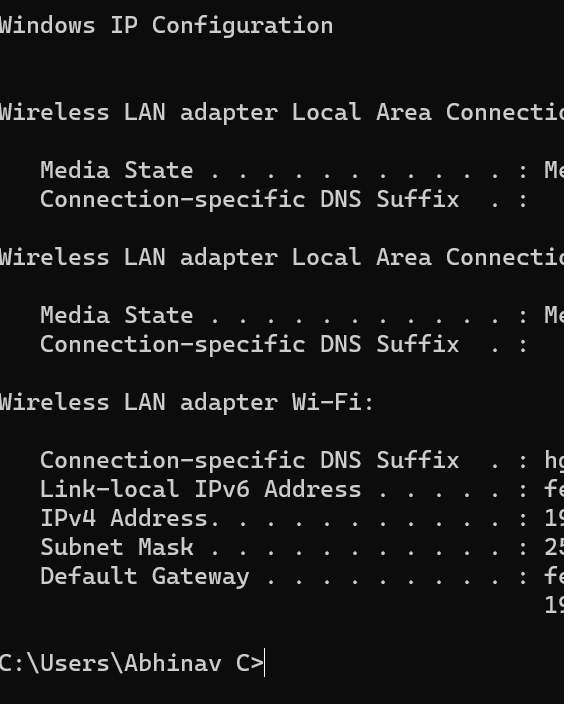 Windows IP Configuration
Wireless LAN adapter Local Area Connectio
Media State . . . . . . . . . . . : Me
Connection-specific DNS Suffix  . :
Wireless LAN adapter Local Area Connectio
Media State . . . . . . . . . . . : Me
Connection-specific DNS Suffix  . :
Wireless LAN adapter Wi-Fi:
Connection-specific DNS Suffix  . : hg
Link-local IPv6 Address . . . . . : fe
IPv4 Address. . . . . . . . . . . : 19
Subnet Mask . . . . . . . . . . . : 25
Default Gateway . . . . . . . . . : fe
19
C:\Users\Abhinav C>